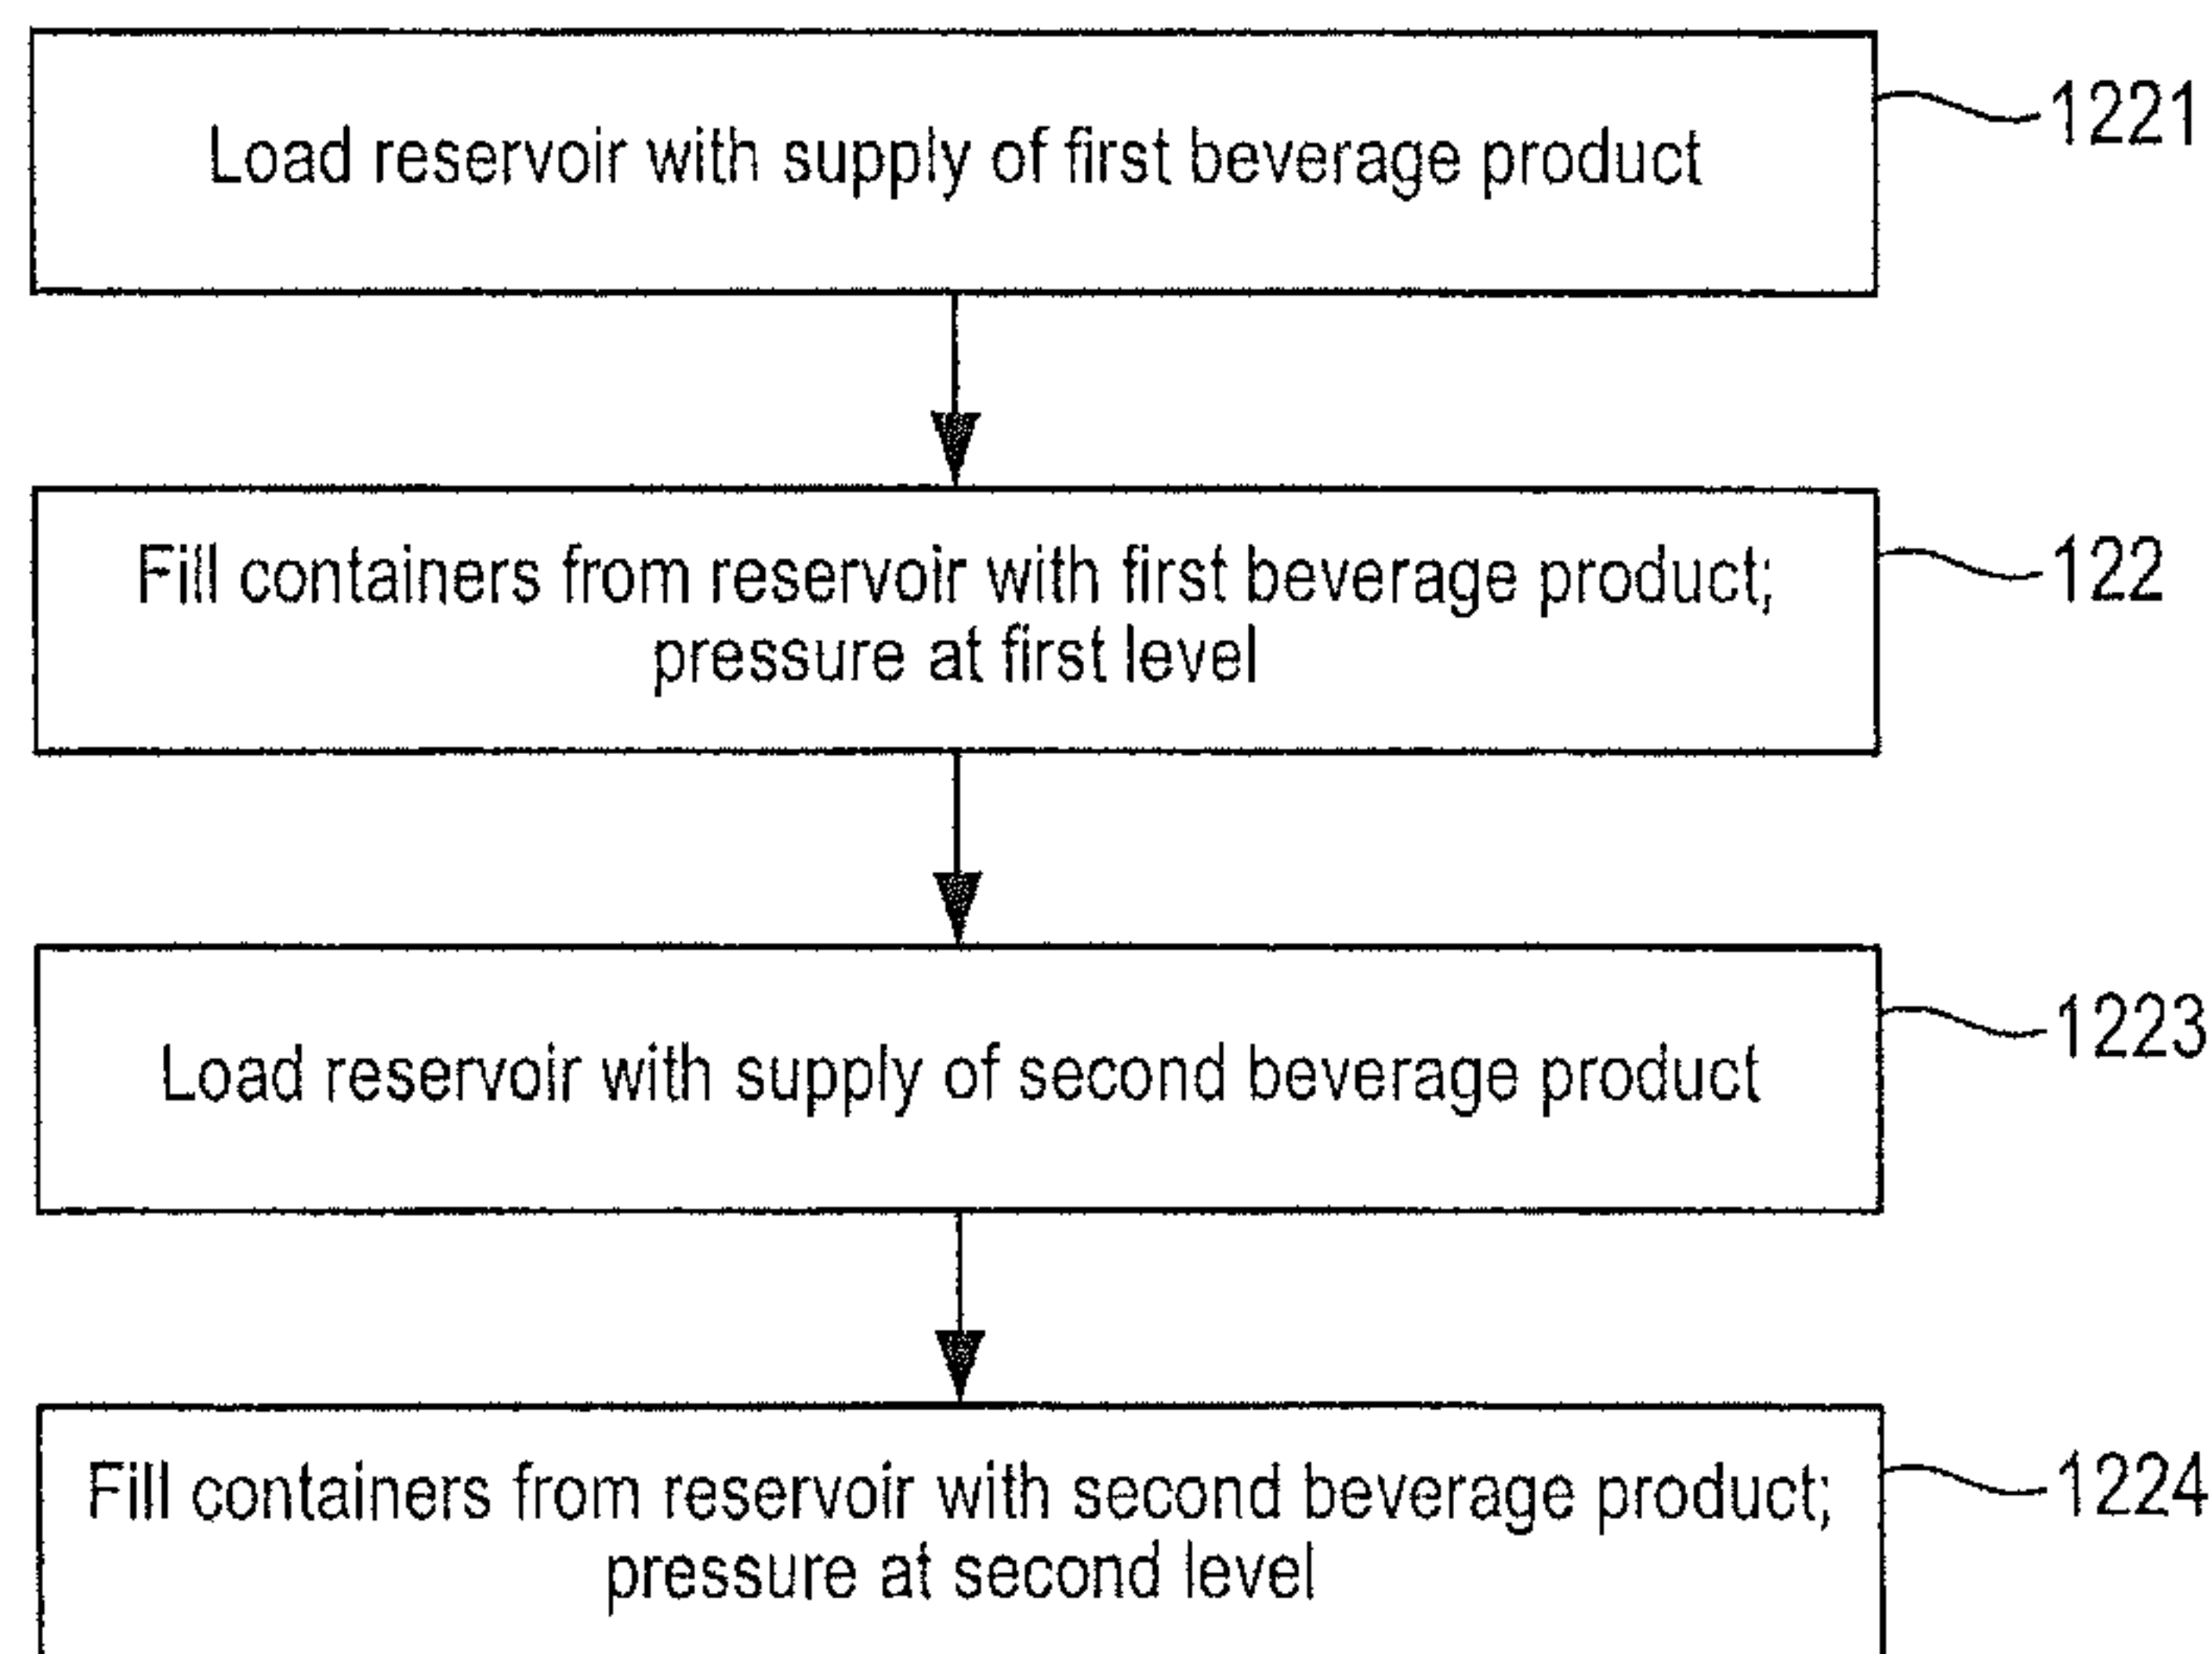 Load reservoir with supply of first beverage product
1221
Fill containers from reservoir with first beverage product;
pressure at first level
122
Load reservoir with supply of second beverage product
1223
Fill containers from reservoir with second beverage product;
pressure at second level
1224